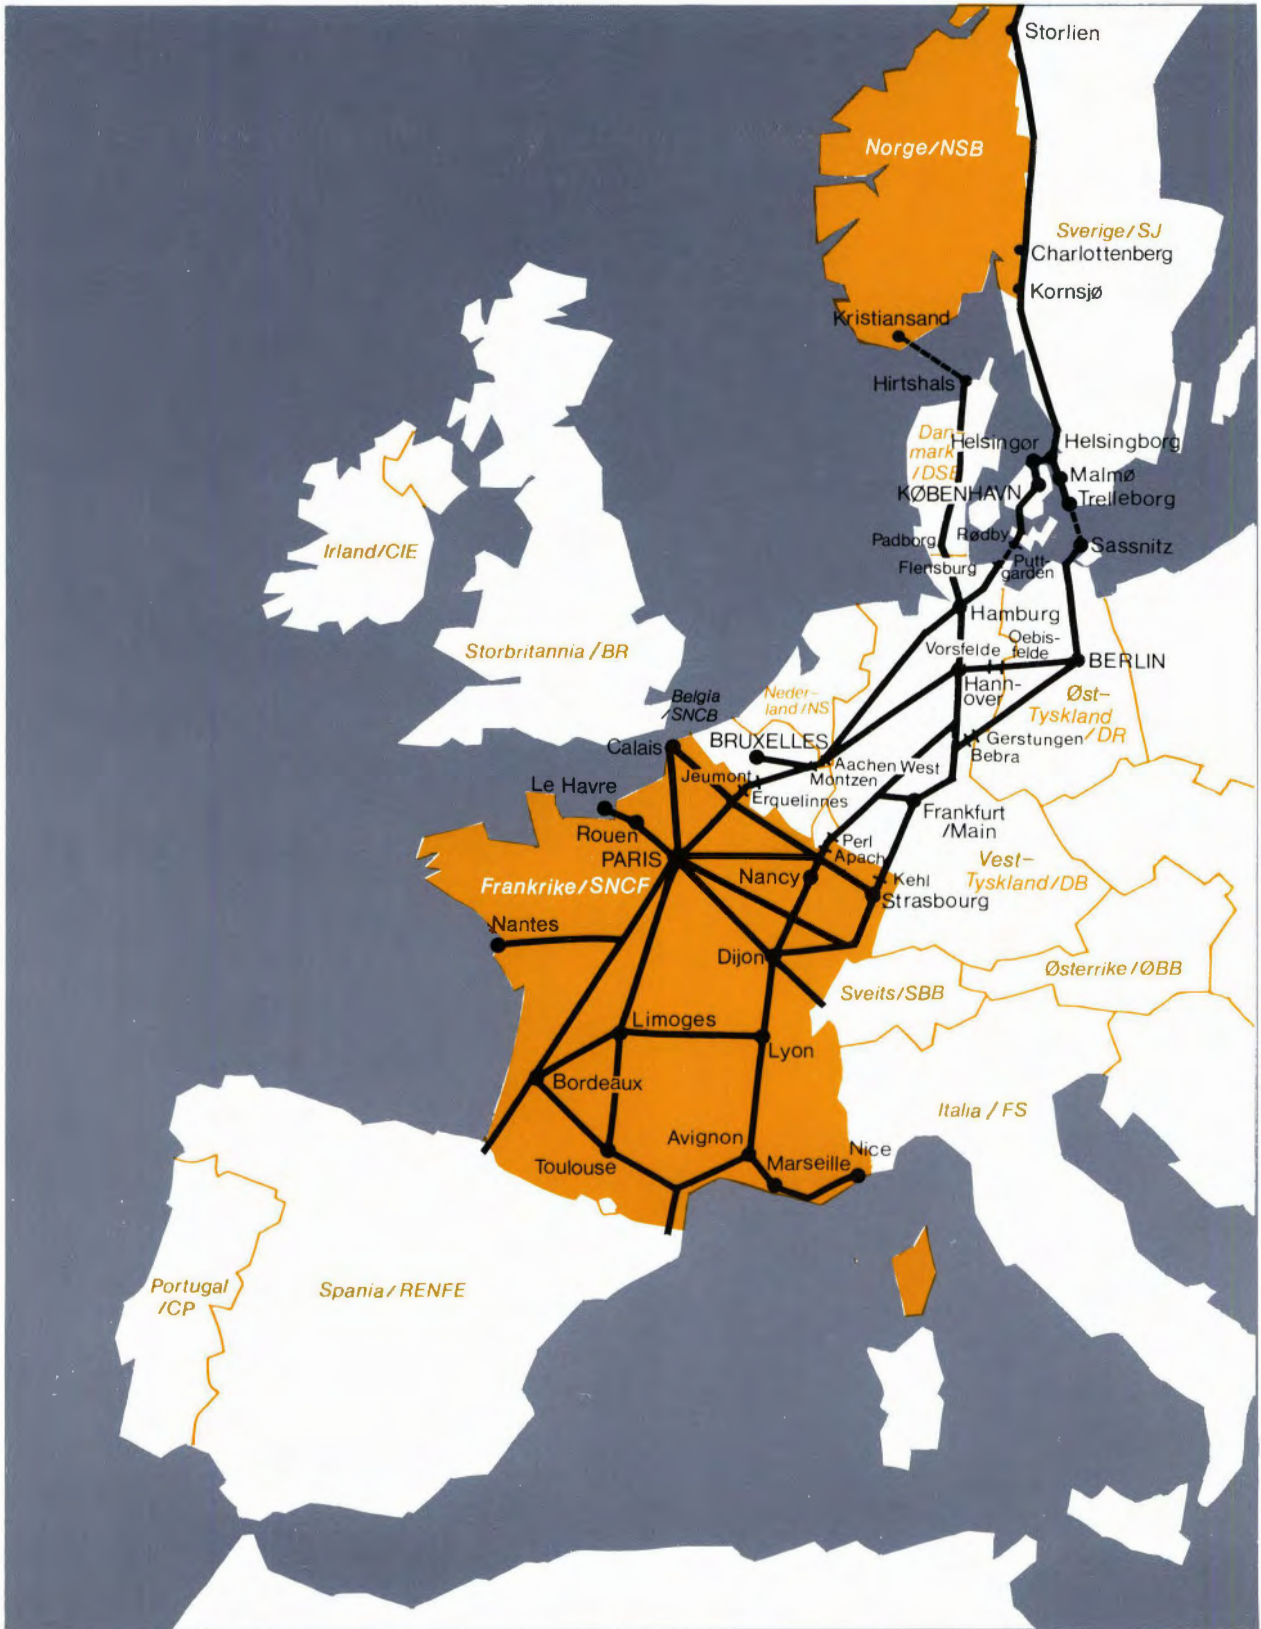 Storlien
Norge/NSB
Sverige/SJ
Charlottenberg
Kornsjø
Kristiansand
Hirtshals
Dan-
mark
/DSB
Helsingør
Helsingborg
Malmø
KØBENHAVN
Trelleborg
Irland/CIE
Padborg
Rødby
Sassnitz
Flensburg
Putt-
garden
Hamburg
Storbritannia/BR
Vorsfelde
Oebis-
felde
BERLIN
Hann-
over
Belgia
/SNCB
Neder-
land/NS
Øst-
Tyskland
/DR
Calais
BRUXELLES
Gerstungen
Bebra
Aachen West
Montzen
Jeumont
Erquelinnes
Le Havre
Rouen
Frankfurt
/Main
PARIS
Perl
Apach
Vest-
Tyskland/DB
Frankrike/SNCF
Nancy
Kehl
Strasbourg
Nantes
Dijon
Sveits/SBB
Østerrike/ØBB
Limoges
Lyon
Bordeaux
Italia/FS
Avignon
Nice
Toulouse
Marseille
Portugal
/CP
Spania/RENFE